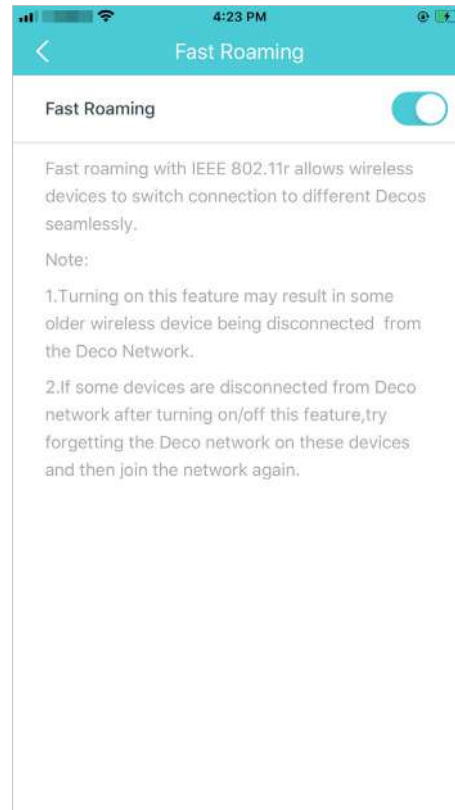 4:23 PM
Fast Roaming
Fast Roaming
Fast roaming with IEEE 802.11r allows wireless
devices to switch connection to different Decos
seamlessly.
Note:
1.Turning on this feature may result in some
older wireless device being disconnected  from
the Deco Network.
2.If some devices are disconnected from Deco
network after turning on/off this feature,try
forgetting the Deco network on these devices
and then join the network again.